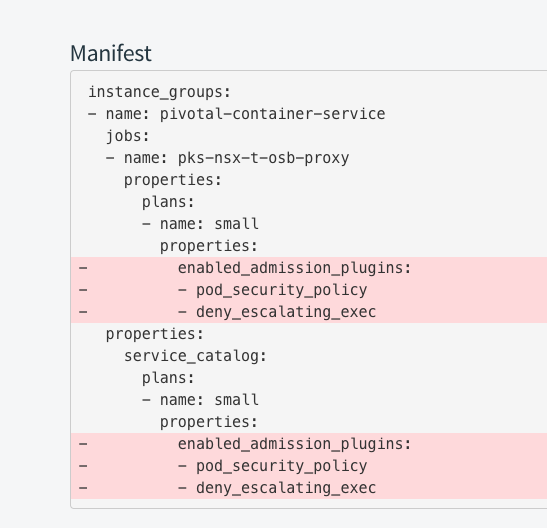 Manifest
instance_groups:
- name: pivotal-container-service
  jobs:
  - name: pks-nsx-t-osb-proxy
    properties:
      plans:
      - name: small
        properties:
-         enabled_admission_plugins:
-         - pod_security_policy
-         - deny_escalating_exec
  properties:
    service_catalog:
      plans:
      - name: small
        properties:
-         enabled_admission_plugins:
-         - pod_security_policy
-         - deny_escalating_exec